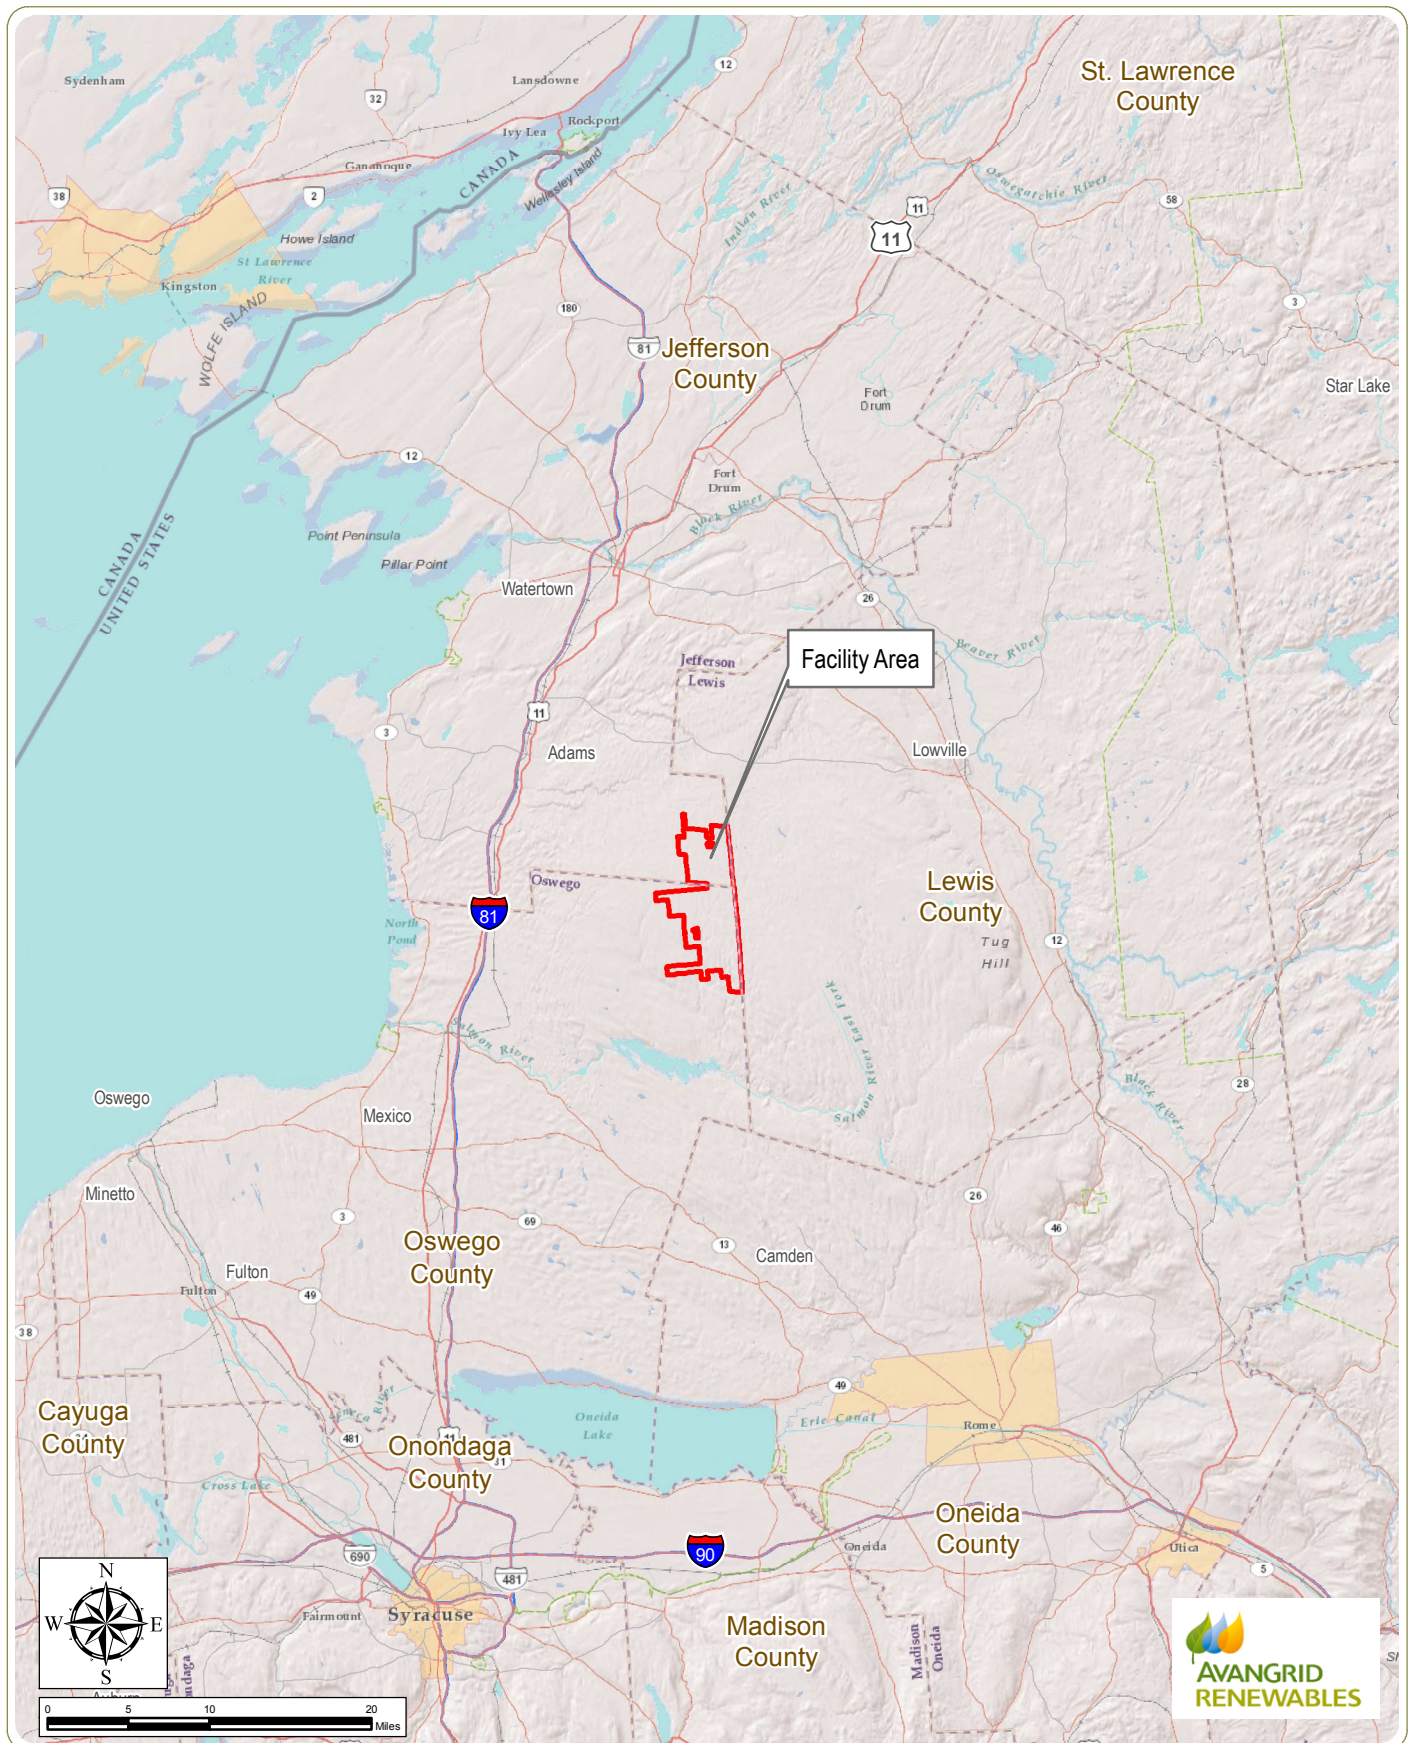 Sydenham
Lansdowne
12
St. Lawrence
County
32
Rockport
Ivy Lea
Gananoque
CANADA
Wellesley Island
38
2
Howe Island
St Lawrence
River
Kingston
WOLFE ISLAND
Indian River
Oswegatchie River
58
11
11
180
3
81
Jefferson
County
Star Lake
Fort
Drum
12
Fort
Drum
Black River
CANADA
UNITED STATES
Point Peninsula
Pillar Point
Watertown
26
Beaver River
Facility Area
Jefferson
Lewis
11
3
Adams
Lowville
Oswego
81
North
Pond
Lewis
County
Tug
Hill
12
Salmon River East Fork
Salmon River
Oswego
Mexico
Black River
28
Minetto
3
69
26
46
13
Camden
Oswego
County
Fulton
Fulton
49
38
49
Cayuga
County
Seneca River
481
11
Onondaga
County
31
Oneida
Lake
Erie Canal
Rome
Cross Lake
Oneida
County
690
90
Oneida
Utica
481
5
N
W
E
S
Fairmount
Syracuse
Madison
County
Madison
Oneida
AVANGRID
RENEWABLES
Auburn
0 5 10 20
Miles